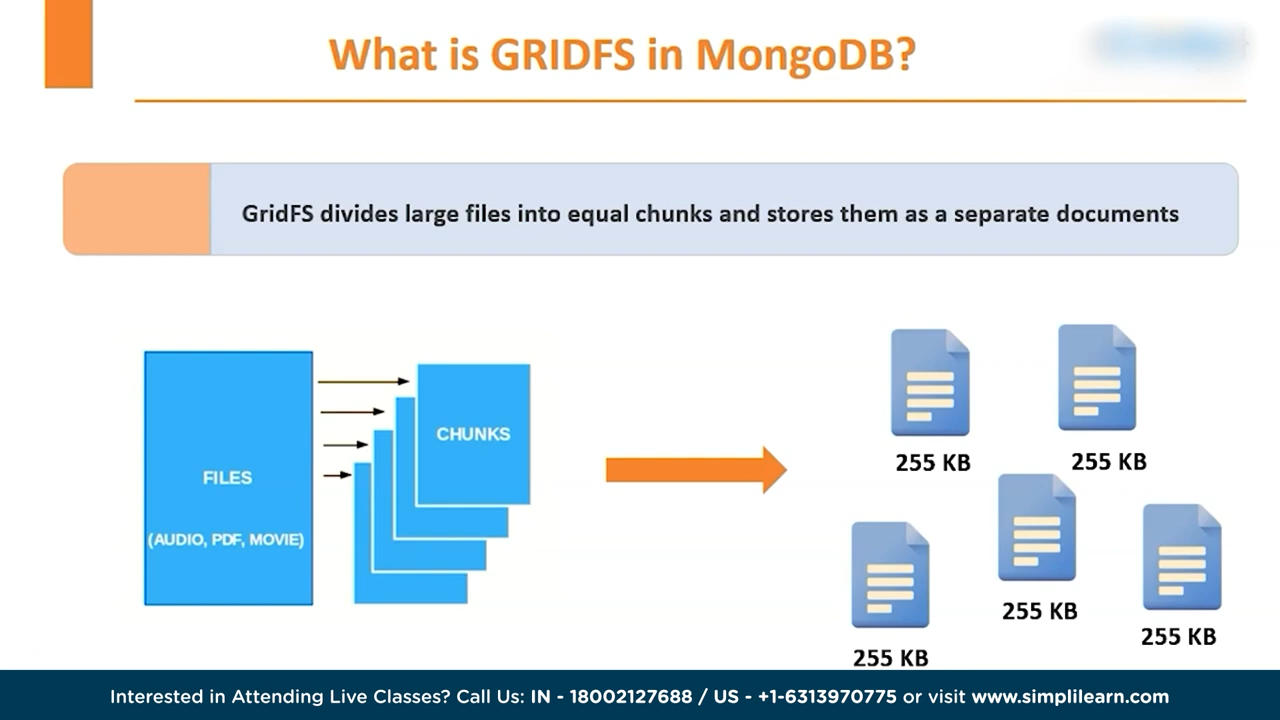 What is GRIDFS in MongoDB?
GridFS divides large files into equal chunks and stores them as a separate documents
FILES
(AUDIO, PDF, MOVIE)
CHUNKS
255 KB
255 KB
255 KB
255 KB
255 KB
Interested in Attending Live Classes? Call Us: IN - 18002127688 / US - +1-6313970775 or visit www.simplilearn.com